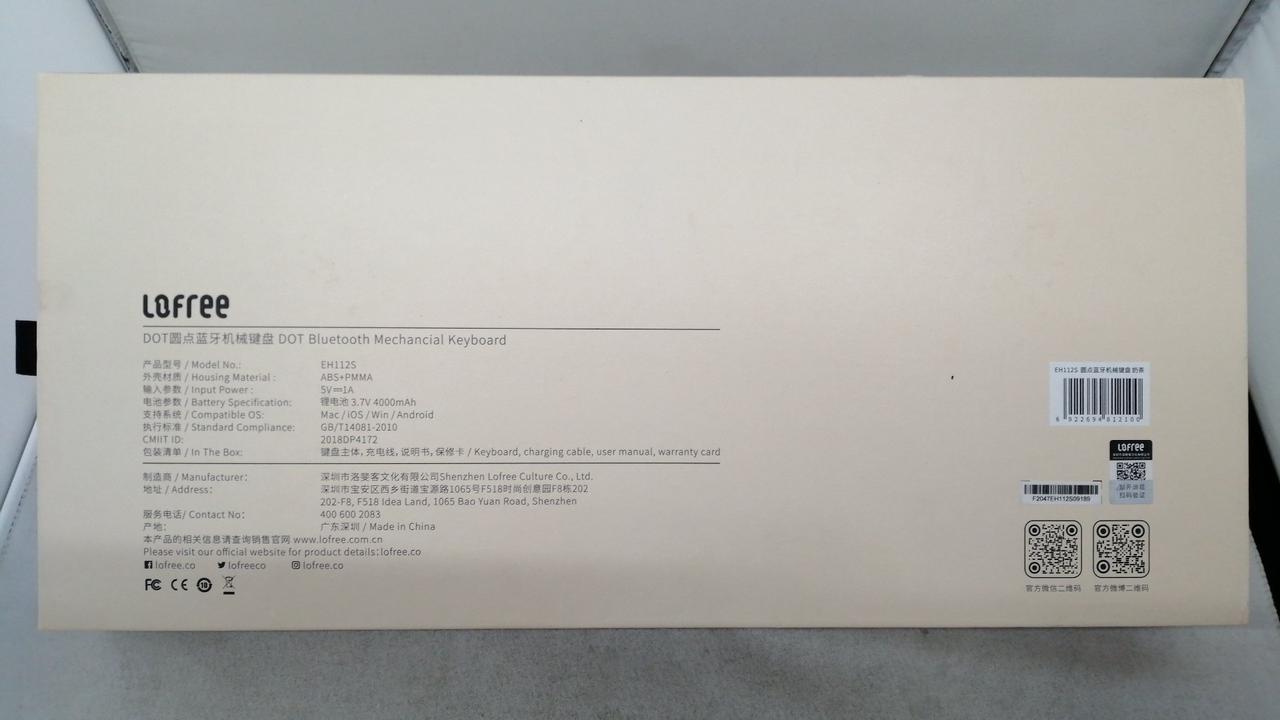 LOFREE
DOT圆点蓝牙机械键盘 DOT Bluetooth Mechancial Keyboard
产品型号 / Model No.: EH112S
外壳材质 / Housing Material : ABS+PMMA
输入参数 / Input Power : 5V⎓1A
电池参数 / Battery Specification: 锂电池 3.7V 4000mAh
支持系统 / Compatible OS: Mac / iOS / Win / Android
执行标准 / Standard Compliance: GB/T14081-2010
CMIIT ID: 2018DP4172
包装清单 / In The Box: 键盘主体, 充电线, 说明书, 保修卡 / Keyboard, charging cable, user manual, warranty card
制造商 / Manufacturer: 深圳市洛斐客文化有限公司Shenzhen Lofree Culture Co., Ltd.
地址 / Address: 深圳市宝安区西乡街道宝源路1065号F518时尚创意园F8栋202
202-F8, F518 Idea Land, 1065 Bao Yuan Road, Shenzhen
服务电话/ Contact No: 400 600 2083
产地: 广东深圳 / Made in China
本产品的相关信息请查询销售官网 www.lofree.com.cn
Please visit our official website for product details: lofree.co
lofree.co lofreeco lofree.co
FC CE 10
EH112S 圆点蓝牙机械键盘 奶茶
6 922694 812100
LOFREE
扫码验证
F2047EH112S09189
官方微信二维码 官方微博二维码